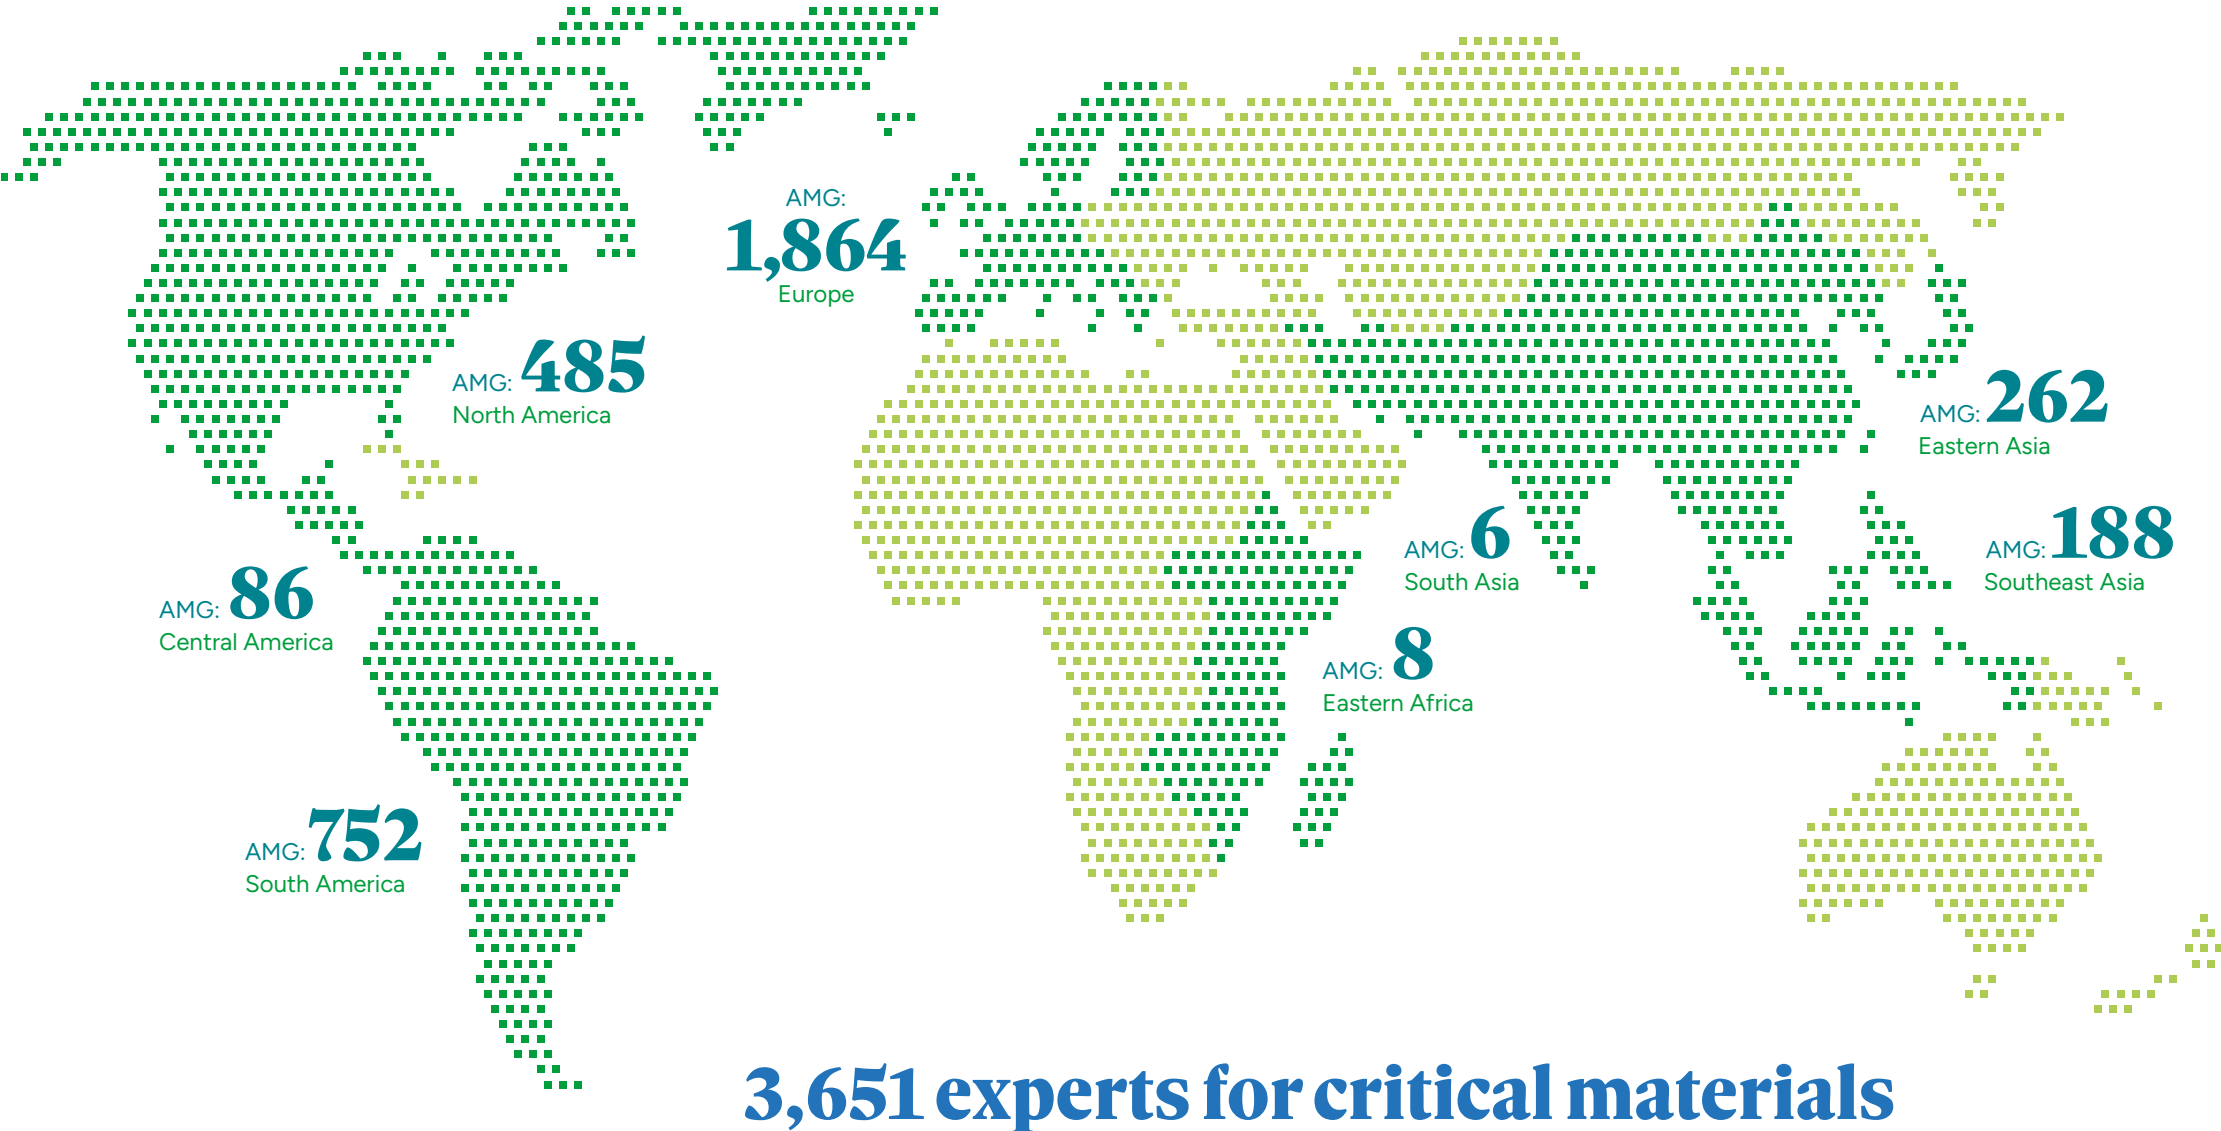 AMG:
1,864
Europe
AMG: 485
North America
AMG: 262
Eastern Asia
AMG: 6
South Asia
AMG: 188
Southeast Asia
AMG: 86
Central America
AMG: 8
Eastern Africa
AMG: 752
South America
3,651 experts for critical materials